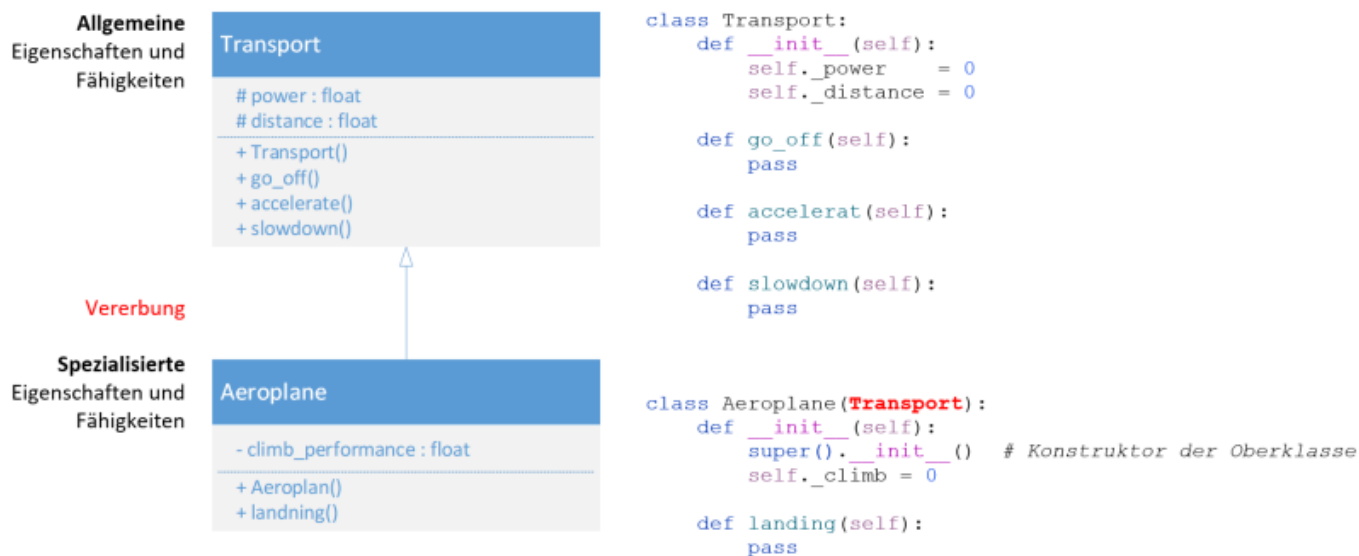 Allgemeine
Eigenschaften und
Fähigkeiten
Transport
# power : float
# distance : float
+ Transport()
+ go_off()
+ accelerate()
+ slowdown()
Vererbung
Spezialisierte
Eigenschaften und
Fähigkeiten
Aeroplane
- climb_performance : float
+ Aeroplan()
+ landning()
class Transport:
    def __init__(self):
        self._power    = 0
        self._distance = 0
    def go_off(self):
        pass
    def accelerat(self):
        pass
    def slowdown(self):
        pass
class Aeroplane(Transport):
    def __init__(self):
        super().__init__()  # Konstruktor der Oberklasse
        self._climb = 0
    def landing(self):
        pass